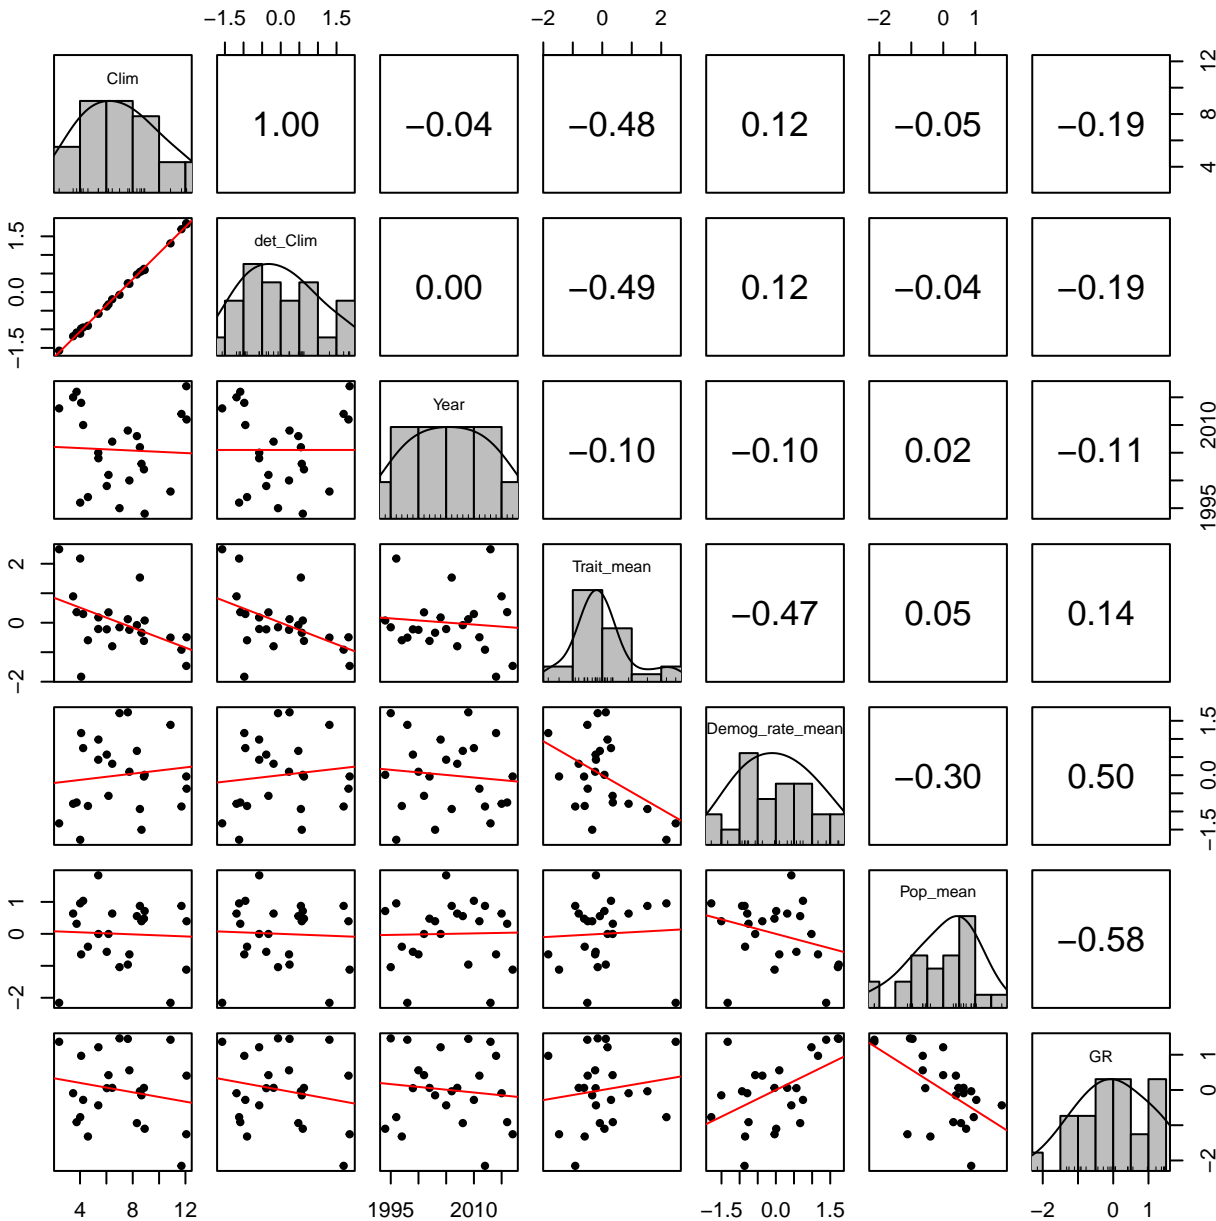 −1.5 0.0 1.5 −2 0 2 −2 0 1
Clim 1.00 −0.04 −0.48 0.12 −0.05 −0.19 4 8 12
−1.5 0.0 1.5 det_Clim 0.00 −0.49 0.12 −0.04 −0.19
Year −0.10 −0.10 0.02 −0.11 1995 2010
−2 0 2 Trait_mean −0.47 0.05 0.14
Demog_rate_mean −0.30 0.50 −1.5 0.0 1.5
−2 0 1 Pop_mean −0.58
GR −2 0 1
4 8 12 1995 2010 −1.5 0.0 1.5 −2 0 1